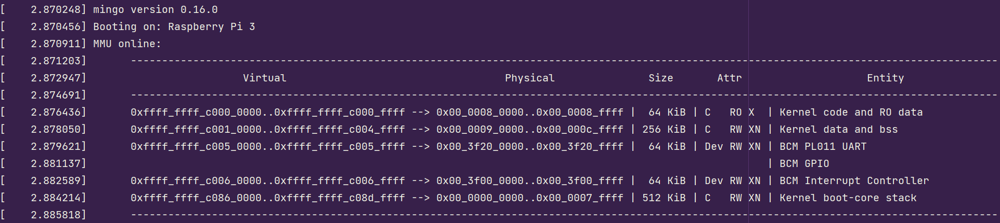 [    2.870248] mingo version 0.16.0
[    2.870456] Booting on: Raspberry Pi 3
[    2.870911] MMU online:
[    2.871203]       -------------------------------------------------------------------------------------------------------------------------------------------
[    2.872947]                         Virtual                                   Physical               Size       Attr                    Entity
[    2.874691]       -------------------------------------------------------------------------------------------------------------------------------------------
[    2.876436]       0xffff_ffff_c000_0000..0xffff_ffff_c000_ffff --> 0x00_0008_0000..0x00_0008_ffff |  64 KiB | C   RO X  | Kernel code and RO data
[    2.878050]       0xffff_ffff_c001_0000..0xffff_ffff_c004_ffff --> 0x00_0009_0000..0x00_000c_ffff | 256 KiB | C   RW XN | Kernel data and bss
[    2.879621]       0xffff_ffff_c005_0000..0xffff_ffff_c005_ffff --> 0x00_3f20_0000..0x00_3f20_ffff |  64 KiB | Dev RW XN | BCM PL011 UART
[    2.881137]                                                                                                             | BCM GPIO
[    2.882589]       0xffff_ffff_c006_0000..0xffff_ffff_c006_ffff --> 0x00_3f00_0000..0x00_3f00_ffff |  64 KiB | Dev RW XN | BCM Interrupt Controller
[    2.884214]       0xffff_ffff_c086_0000..0xffff_ffff_c08d_ffff --> 0x00_0000_0000..0x00_0007_ffff | 512 KiB | C   RW XN | Kernel boot-core stack
[    2.885818]       -------------------------------------------------------------------------------------------------------------------------------------------